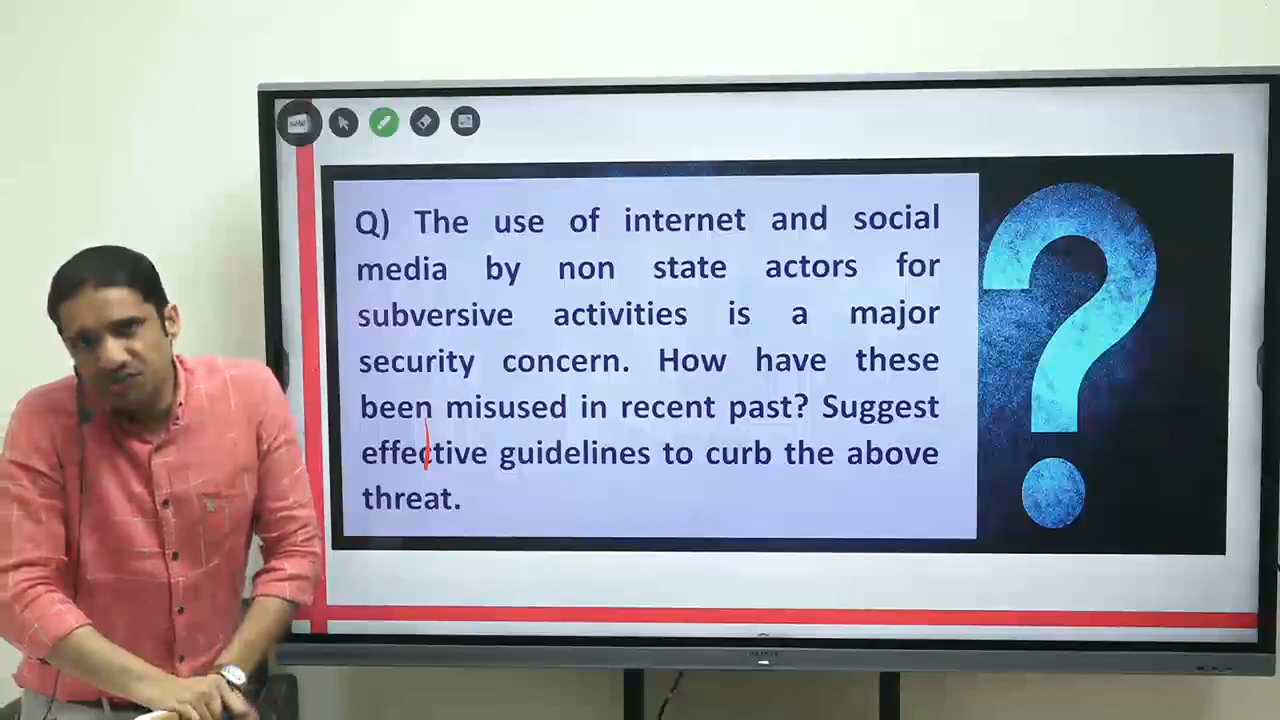 Q) The use of internet and social
media by non state actors for
subversive activities is a major
security concern. How have these
been misused in recent past? Suggest
effective guidelines to curb the above
threat.